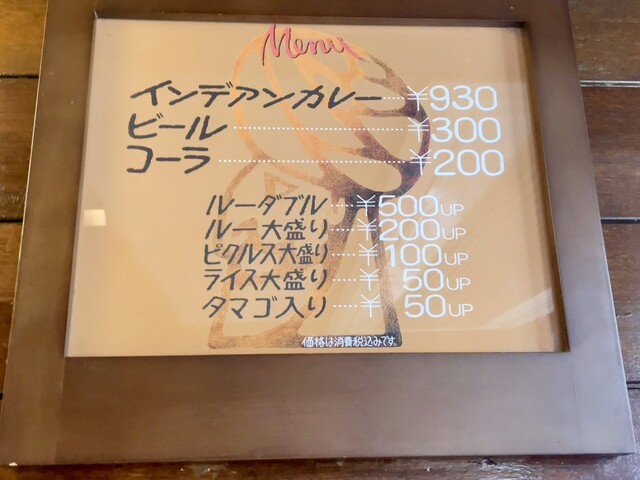 Menu
インデアンカレー……¥930
ビール……………………¥300
コーラ……………………¥200
ルーダブル……¥500UP
ルー大盛り……¥200UP
ピクルス大盛り……¥100UP
ライス大盛り……¥50UP
タマゴ入り……¥50UP
価格は消費税込みです。